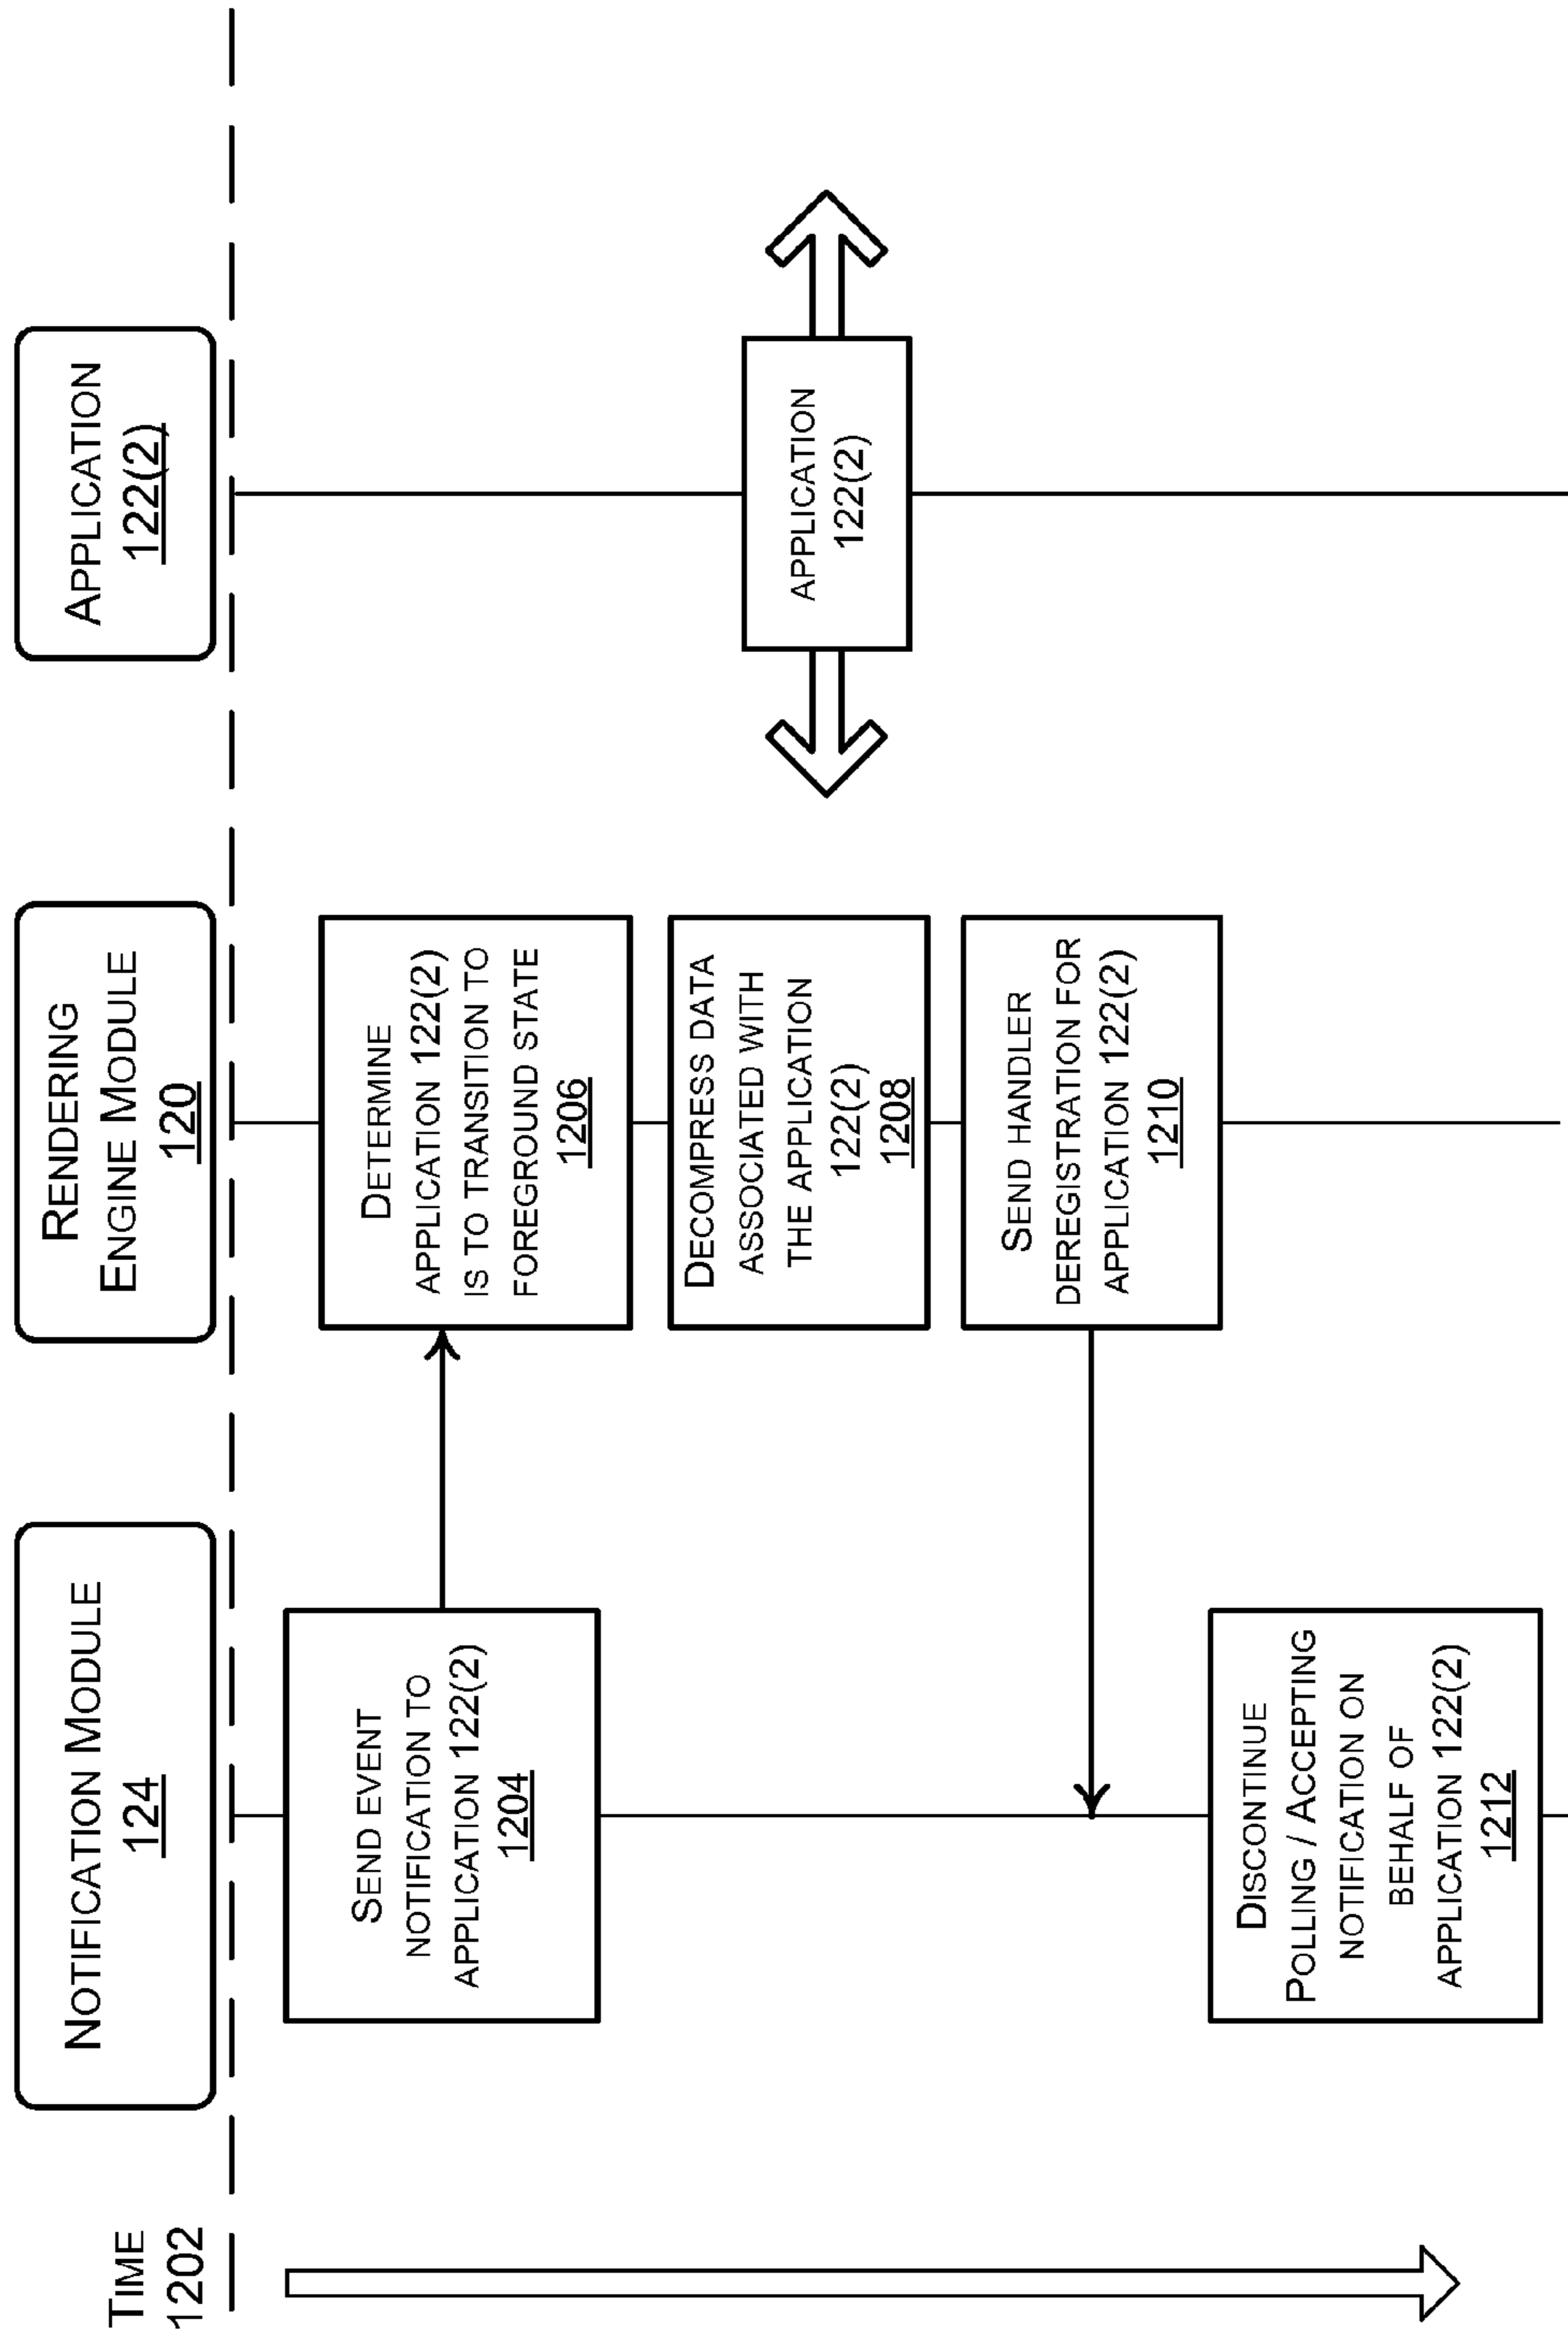 TIME
1202
NOTIFICATION MODULE
124
RENDERING
ENGINE MODULE
120
APPLICATION
122(2)
SEND EVENT
NOTIFICATION TO
APPLICATION 122(2)
1204
DETERMINE
APPLICATION 122(2)
IS TO TRANSITION TO
FOREGROUND STATE
1206
DECOMPRESS DATA
ASSOCIATED WITH
THE APPLICATION
122(2)
1208
APPLICATION
122(2)
SEND HANDLER
DEREGISTRATION FOR
APPLICATION 122(2)
1210
DISCONTINUE
POLLING / ACCEPTING
NOTIFICATION ON
BEHALF OF
APPLICATION 122(2)
1212